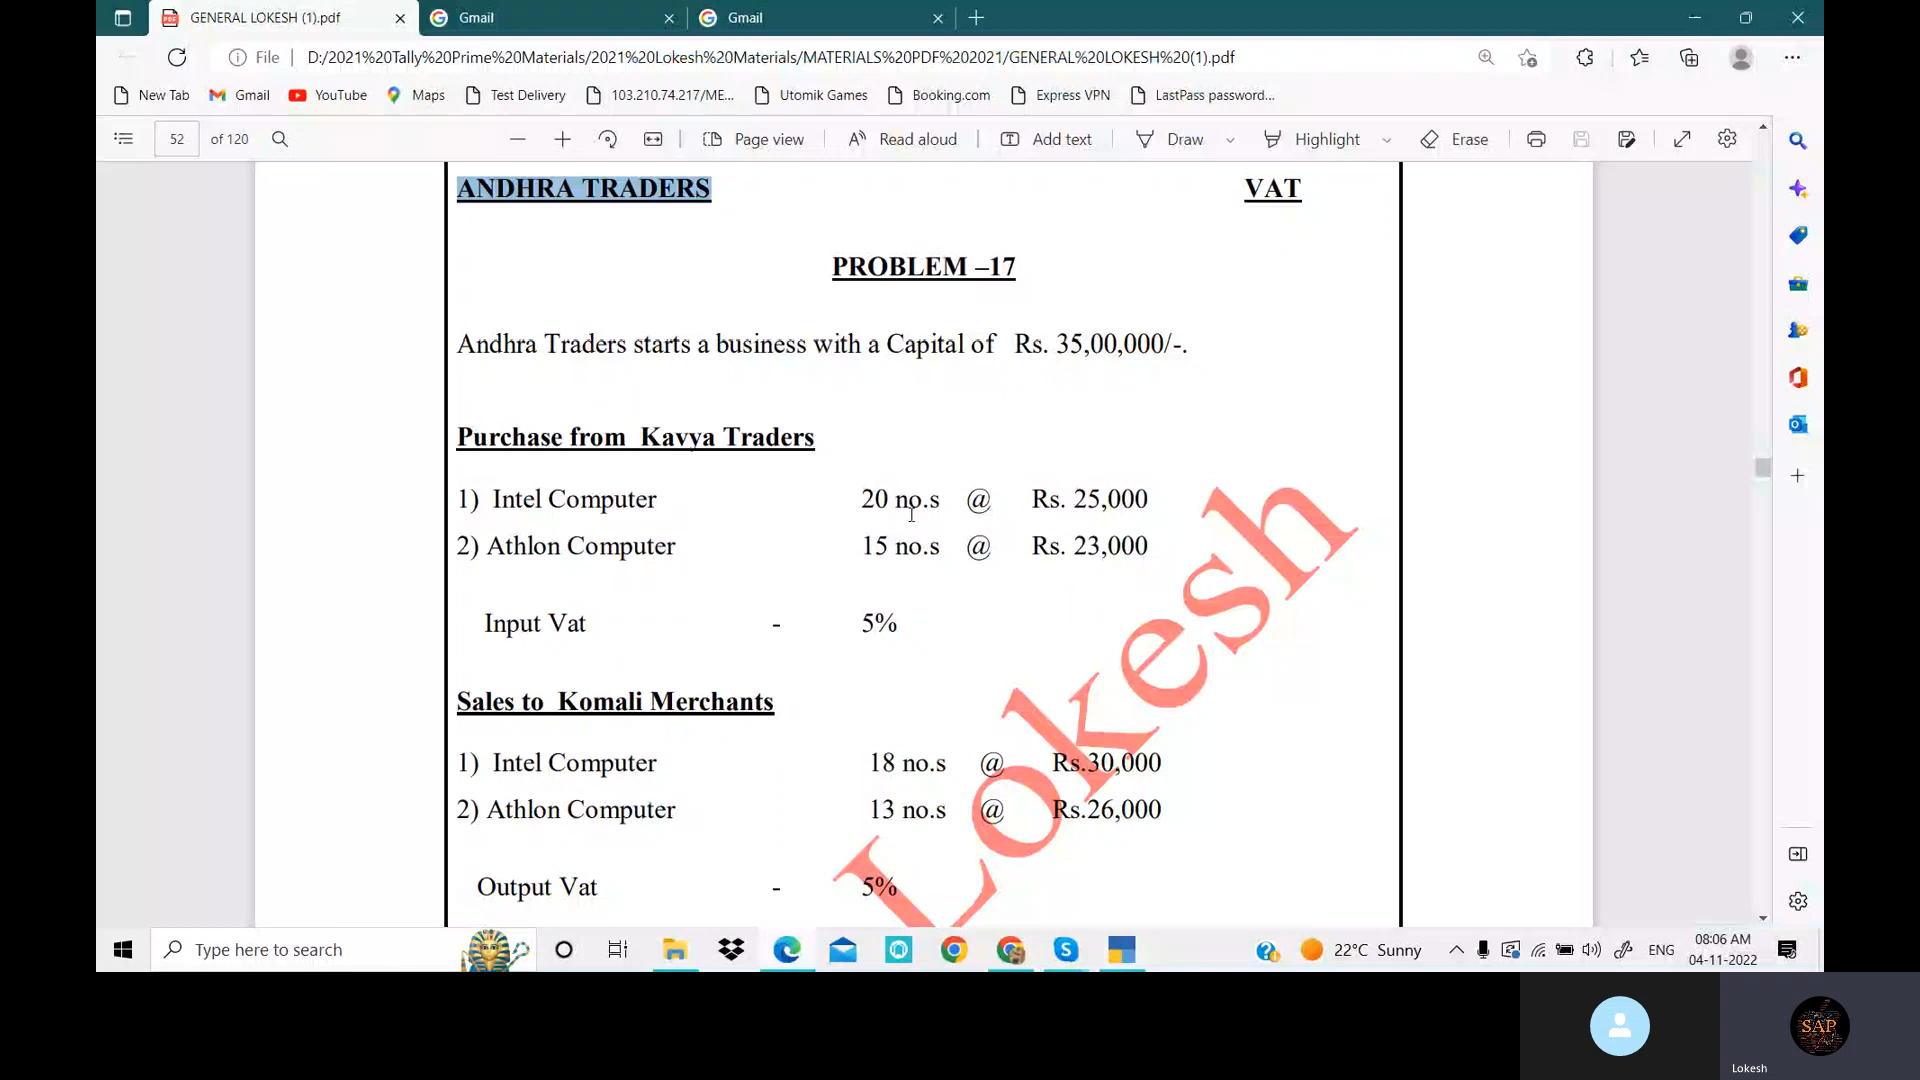 GENERAL LOKESH (1).pdf
Gmail
Gmail
File
D:/2021%20Tally%20Prime%20Materials/2021%20Lokesh%20Materials/MATERIALS%20PDF%202021/GENERAL%20LOKESH%20(1).pdf
New Tab
Gmail
YouTube
Maps
Test Delivery
103.210.74.217/ME...
Utomik Games
Booking.com
Express VPN
LastPass password...
52 of 120
Page view
Read aloud
Add text
Draw
Highlight
Erase
ANDHRA TRADERS VAT
PROBLEM –17
Andhra Traders starts a business with a Capital of Rs. 35,00,000/-.
Purchase from Kavya Traders
1) Intel Computer 20 no.s @ Rs. 25,000
2) Athlon Computer 15 no.s @ Rs. 23,000
Input Vat - 5%
Sales to Komali Merchants
1) Intel Computer 18 no.s @ Rs.30,000
2) Athlon Computer 13 no.s @ Rs.26,000
Output Vat - 5%
Lokesh
Type here to search
22°C Sunny
ENG
08:06 AM
04-11-2022
SAP
Lokesh